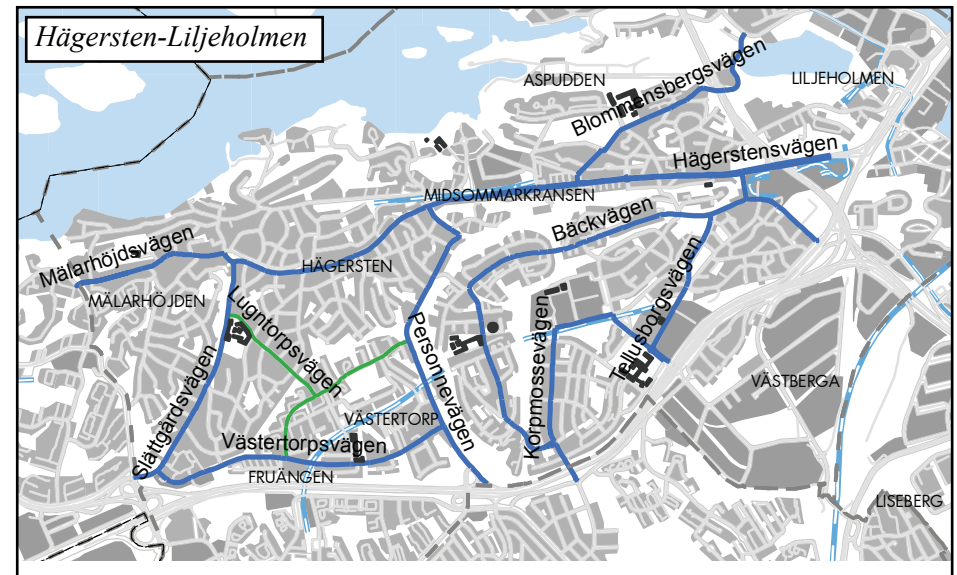 Hägersten-Liljeholmen
ASPUDDEN
LILJEHOLMEN
Blommensbergsvägen
Hägerstensvägen
MIDSOMMARKRANSEN
Bäckvägen
Mälarhöjdsvägen
HÄGERSTEN
MÄLARHÖJDEN
Lugntorpsvägen
Personnevägen
Tellusborgsvägen
Korpmossevägen
Slättgårdsvägen
VÄSTBERGA
VÄSTERTORP
Västertorpsvägen
FRUÄNGEN
LISEBERG